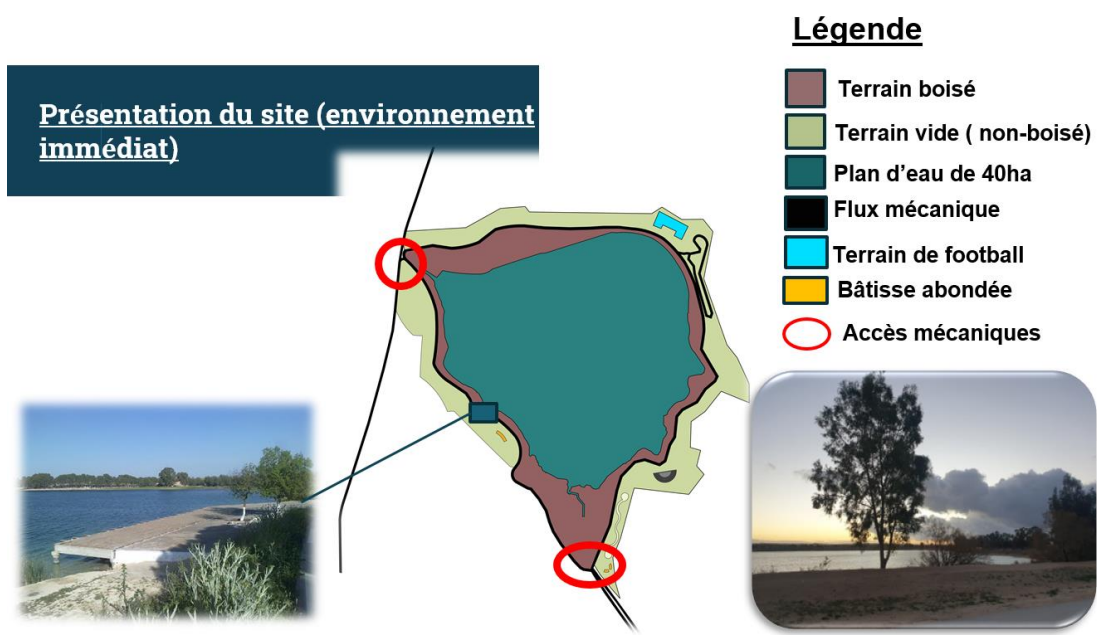 Présentation du site (environnement
immédiat)
Légende
Terrain boisé
Terrain vide ( non-boisé)
Plan d’eau de 40ha
Flux mécanique
Terrain de football
Bâtisse abondée
Accès mécaniques